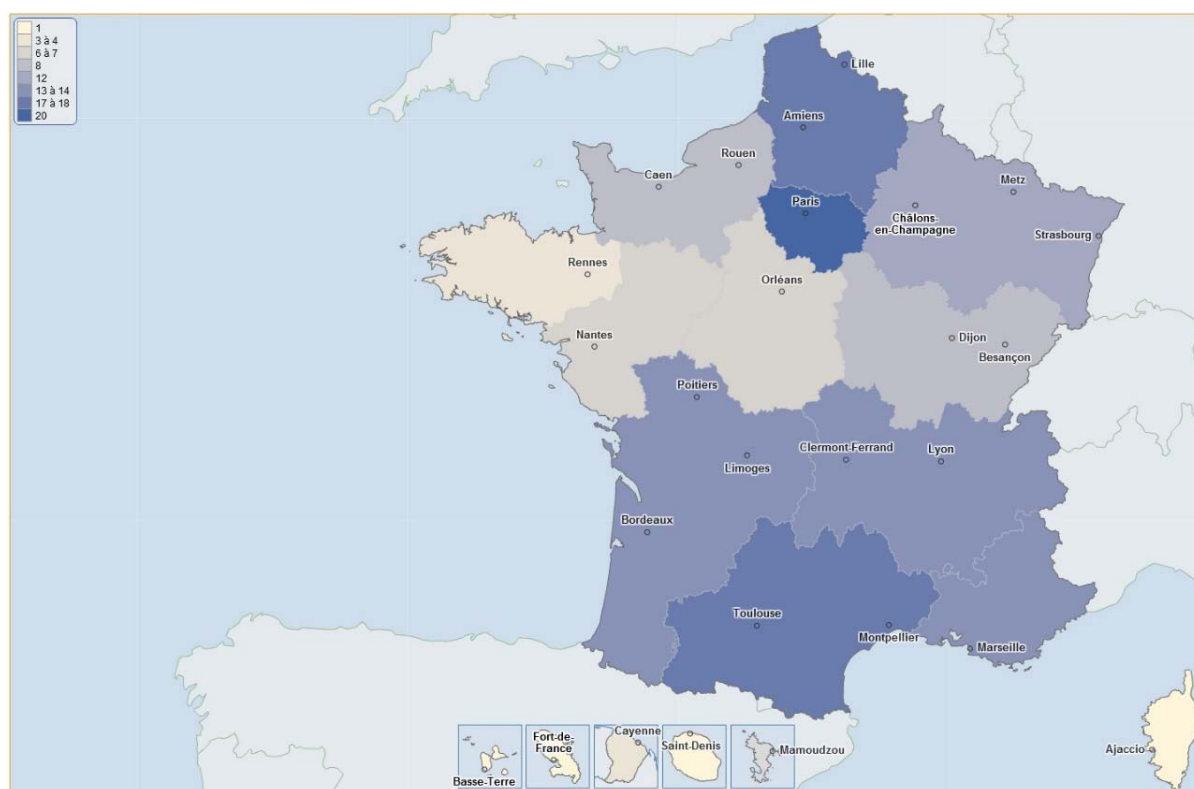 1
3 à 4
6 à 7
8
12
13 à 14
17 à 18
20
Lille
Amiens
Rouen
Caen
Metz
Paris
Châlons-
en-Champagne
Strasbourg
Rennes
Orléans
Nantes
Dijon
Besançon
Poitiers
Clermont-Ferrand
Lyon
Limoges
Bordeaux
Toulouse
Montpellier
Marseille
Ajaccio
Basse-Terre
Fort-de-
France
Cayenne
Saint-Denis
Mamoudzou